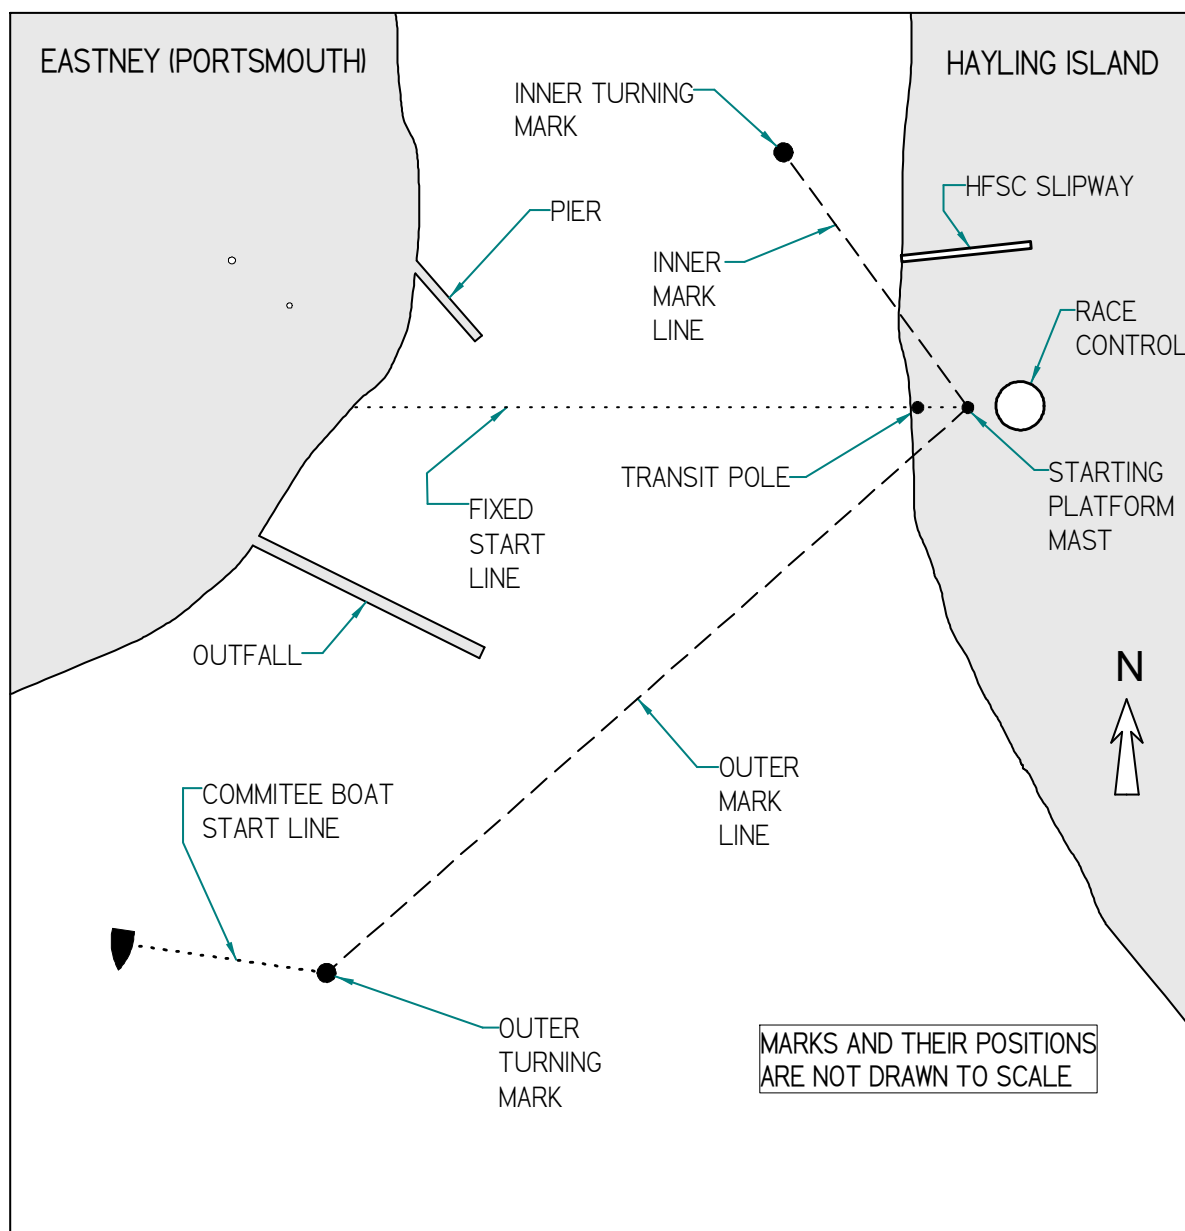 EASTNEY (PORTSMOUTH)
HAYLING ISLAND
INNER TURNING
MARK
HFSC SLIPWAY
PIER
INNER
MARK
LINE
RACE
CONTROL
TRANSIT POLE
STARTING
PLATFORM
MAST
FIXED
START
LINE
OUTFALL
N
OUTER
MARK
LINE
COMMITEE BOAT
START LINE
OUTER
TURNING
MARK
MARKS AND THEIR POSITIONS
ARE NOT DRAWN TO SCALE